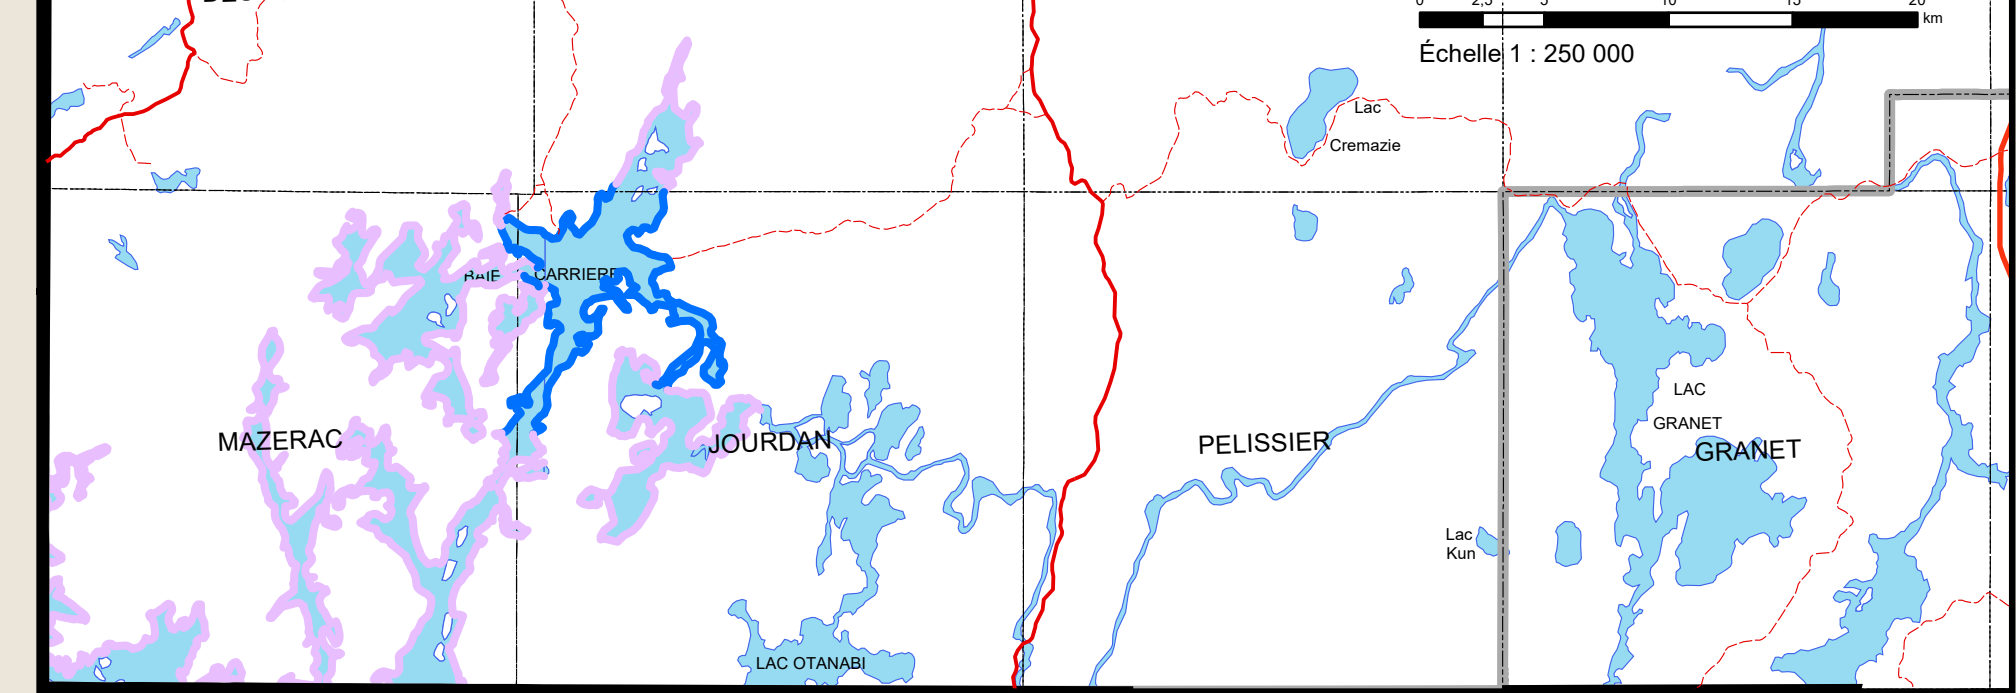 0 2,5 5 10 15 20
km
Échelle 1 : 250 000
Lac
Cremazie
BAIE CARRIERE
LAC
GRANET
MAZERAC
JOURDAN
PELISSIER
GRANET
Lac
Kun
LAC OTANABI